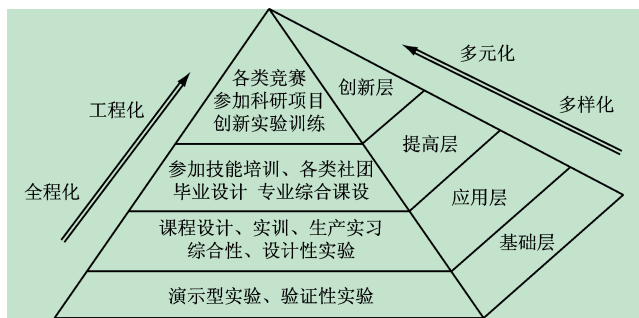 各类竞赛
参加科研项目
创新实验训练
创新层
多元化
多样化
工程化
全程化
参加技能培训、各类社团
毕业设计 专业综合课设
提高层
课程设计、实训、生产实习
综合性、设计性实验
应用层
演示型实验、验证性实验
基础层